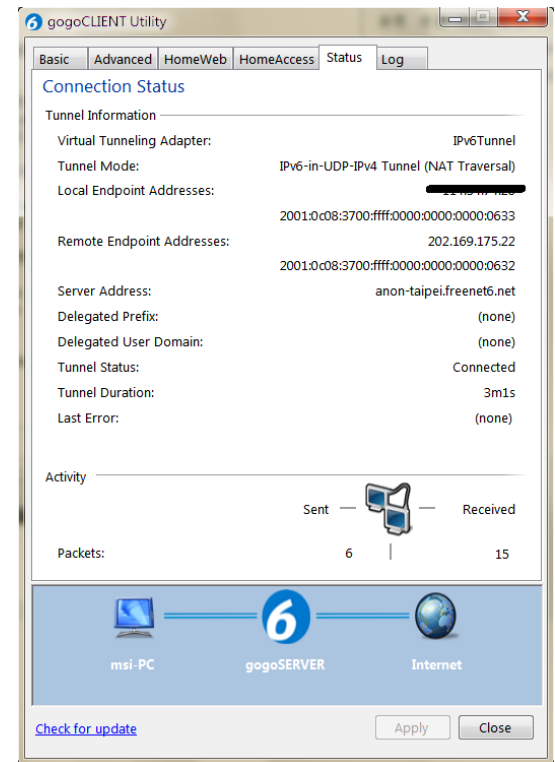 gogoCLIENT Utility
Basic Advanced HomeWeb HomeAccess Status Log
Connection Status
Tunnel Information
Virtual Tunneling Adapter: IPv6Tunnel
Tunnel Mode: IPv6-in-UDP-IPv4 Tunnel (NAT Traversal)
Local Endpoint Addresses:
2001:0c08:3700:ffff:0000:0000:0000:0633
Remote Endpoint Addresses: 202.169.175.22
2001:0c08:3700:ffff:0000:0000:0000:0632
Server Address: anon-taipei.freenet6.net
Delegated Prefix: (none)
Delegated User Domain: (none)
Tunnel Status: Connected
Tunnel Duration: 3m1s
Last Error: (none)
Activity
Sent Received
Packets: 6 15
6
msi-PC gogoSERVER Internet
Check for update Apply Close